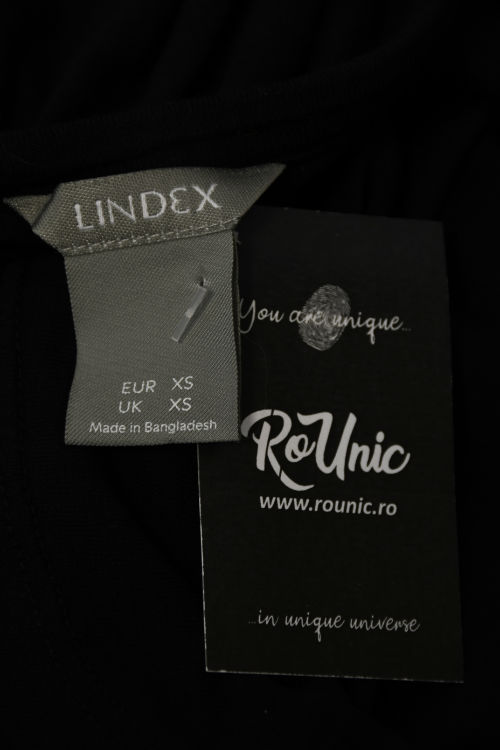 LINDEX
EUR XS
UK XS
Made in Bangladesh
You are unique...
RoUnic
www.rounic.ro
...in unique universe